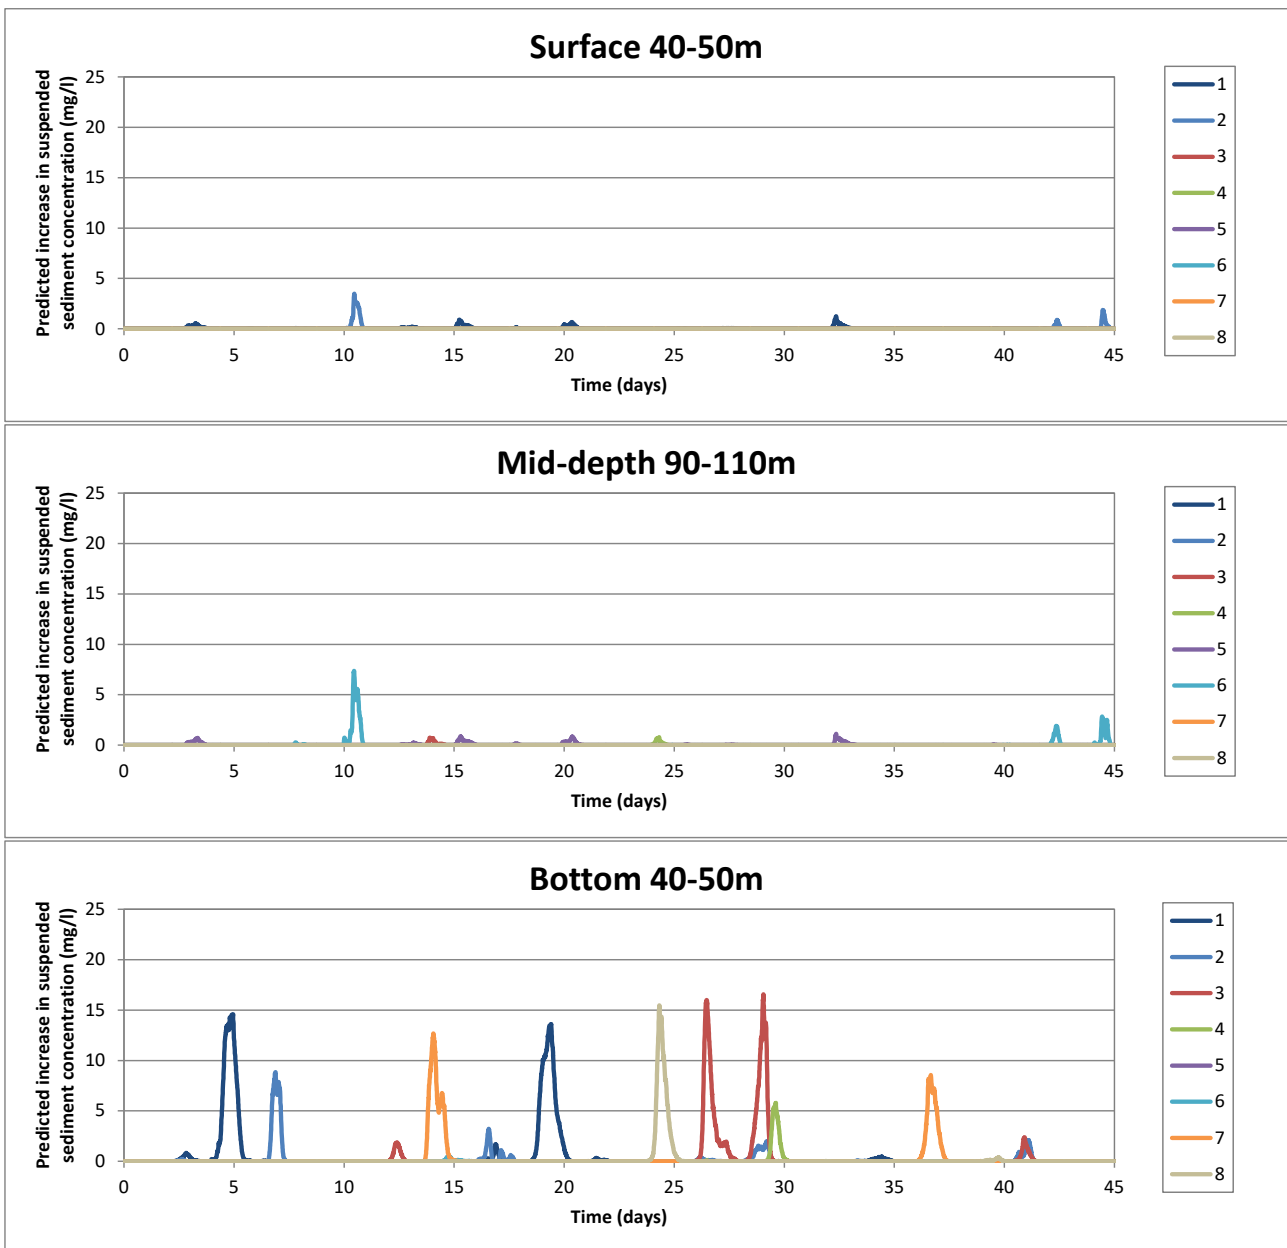 Surface 40-50m
Predicted increase in suspended
sediment concentration (mg/l)
25
20
15
10
5
0
0 5 10 15 20 25 30 35 40 45
Time (days)
1
2
3
4
5
6
7
8
Mid-depth 90-110m
Predicted increase in suspended
sediment concentration (mg/l)
25
20
15
10
5
0
0 5 10 15 20 25 30 35 40 45
Time (days)
1
2
3
4
5
6
7
8
Bottom 40-50m
Predicted increase in suspended
sediment concentration (mg/l)
25
20
15
10
5
0
0 5 10 15 20 25 30 35 40 45
Time (days)
1
2
3
4
5
6
7
8